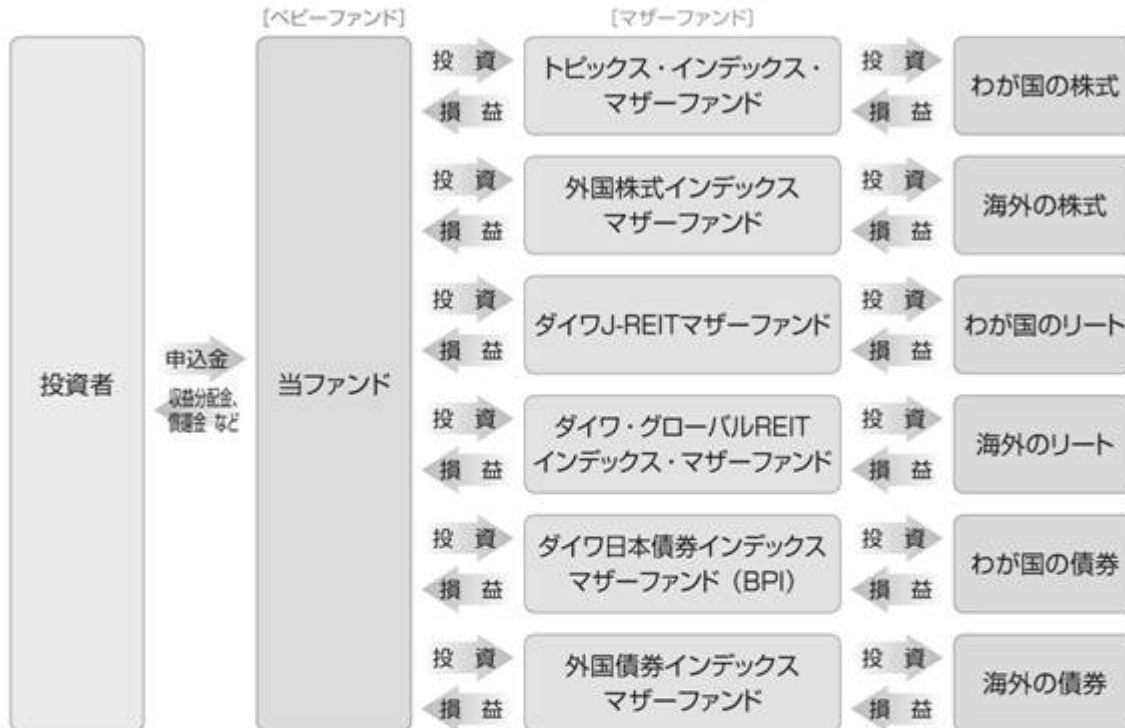 [ベビーファンド]
[マザーファンド]
投資者
申込金
収益分配金、
償還金 など
当ファンド
投 資
損 益
トピックス・インデックス・
マザーファンド
投 資
損 益
わが国の株式
投 資
損 益
外国株式インデックス
マザーファンド
投 資
損 益
海外の株式
投 資
損 益
ダイワJ-REITマザーファンド
投 資
損 益
わが国のリート
投 資
損 益
ダイワ・グローバルREIT
インデックス・マザーファンド
投 資
損 益
海外のリート
投 資
損 益
ダイワ日本債券インデックス
マザーファンド（BPI）
投 資
損 益
わが国の債券
投 資
損 益
外国債券インデックス
マザーファンド
投 資
損 益
海外の債券